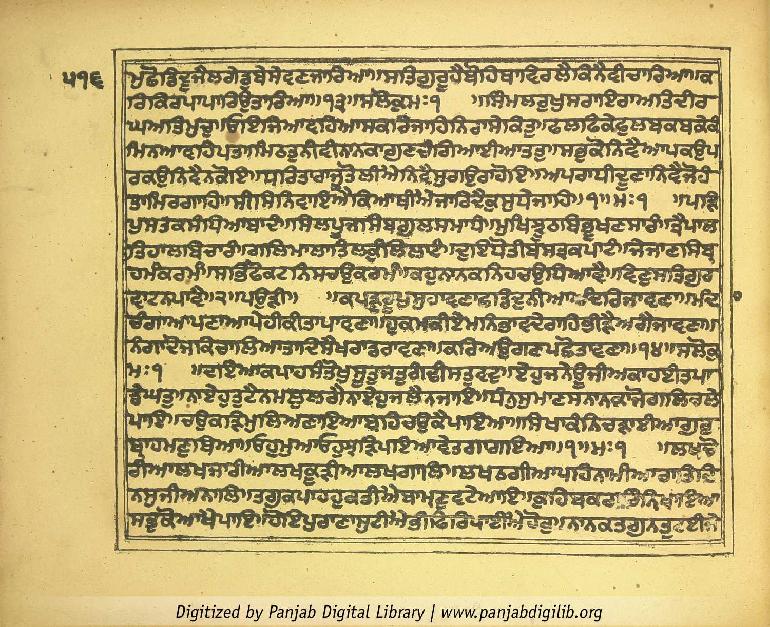 ੫੧੬
ਮੁਛੋਡਿਦੂਜੈਲਗੇਡੁਬੇਸੇਵਣਜਾਰਿਆ॥ਸਤਿਗੁਰੂਹੈਬੋਹਿਥਾਵਿਰਲੈਕਿਨੈਵੀਚਾਰਿਆ॥ਕ
ਰਿਕਿਰਪਾਪਾਰਿਉਤਾਰਿਆ॥੧੩॥ਸਲੋਕੁਮਃ੧ ॥ਸਿੰਮਲਰੁਖੁਸਰਾਇਰਾਅਤਿਦੀਰ
ਘਅਤਿਮੁਚੁ॥ਓਇਜਿਆਵਹਿਆਸਕਰਿਜਾਹਿਨਿਰਾਸੇਕਿਤੁ॥ਫਲਫਿਕੇਫੁਲਬਕਬਕੇਕੰ
ਮਿਨਆਵਹਿਪਤ॥ਮਿਠਤੁਨੀਵੀਨਾਨਕਾਗੁਣਚੰਗਿਆਈਆਤਤੁ॥ਸਭੁਕੋਨਿਵੈਆਪਕਉਪ
ਰਕਉਨਿਵੈਨਕੋਇ॥ਧਰਿਤਾਰਾਜੂਤੋਲੀਐਨਿਵੈਸੁਗਉਰਾਹੋਇ॥ਅਪਰਾਧੀਦੂਣਾਨਿਵੈਜੋਹੰ
ਤਾਮਿਰਗਾਹਿ॥ਸੀਸਿਨਿਵਾਇਐਕਿਆਥੀਐਜਾਰਿਦੈਕੁਸੁਧੇਜਾਹਿ॥੧॥ਮਃ੧ ॥ਪੜਿ
ਪੁਸਤਕਸੰਧਿਆਬਾਦੰ॥ਸਿਲਪੂਜਸਿਬਗੁਲਸਮਾਧੰ॥ਮੁਖਿਝੂਠਬਿਭੂਖਣਸਾਰੰ॥ਤ੍ਰੈਪਾਲ
ਤਿਹਾਲਬਿਚਾਰੰ॥ਗਲਿਮਾਲਾਤਿਲਕੁਲਿਲਾਟੰ॥ਦੁਇਧੋਤੀਬਸਤ੍ਰਕਪਾਟੰ॥ਜੇਜਾਣਸਿਬ੍ਰ
ਹਮੰਕਰਮੰ॥ਸਭਿਫੋਕਟਨਿਸਚਉਕਰਮੰ॥ਕਹੁਨਾਨਕਨਿਹਚਉਧਿਆਵੈ॥ਵਿਣੁਸਤਿਗੁਰ
ਵਾਟਨਪਾਵੈ॥੨॥ਪਉੜੀ॥ ॥ਕਪੜੁਰੂਪੁਸੁਹਾਵਣਾਛਡਿਦੁਨੀਆਅੰਦਰਿਜਾਵਣਾ॥ਮੰਦਾ
ਚੰਗਾਆਪਣਾਆਪੇਹੀਕੀਤਾਪਾਵਣਾ॥ਹੁਕਮਕੀਏਮਨਿਭਾਵਦੇਰਾਹਿਭੀੜੈਅਗੈਜਾਵਣਾ॥
ਨੰਗਾਦੋਜਕਿਚਾਲਿਆਤਾਦਿਸੈਖਰਾਡਰਾਵਣਾ॥ਕਰਿਅਉਗਣਪਛੋਤਾਵਣਾ॥੧੪॥ਸਲੋਕੁ
ਮਃ੧ ॥ਦਇਆਕਪਾਹਸੰਤੋਖੁਸੂਤੁਜਤੁਗੰਢੀਸਤੁਵਟੁ॥ਏਹੁਜਨੇਊਜੀਅਕਾਹਈਤਪਾ
ਡੇਘਤੁ॥ਨਾਏਹੁਤੁਟੈਨਮਲੁਲਗੈਨਾਏਹੁਜਲੈਨਜਾਇ॥ਧੰਨੁਸੁਮਾਣਸਨਾਨਕਾਜੋਗਲਿਚਲੇ
ਪਾਇ॥ਚਉਕੜਿਮੁਲਿਅਣਾਇਆਬਹਿਚਉਕੈਪਾਇਆ॥ਸਿਖਾਕੰਨਿਚੜਾਈਆਗੁਰੁ
ਬ੍ਰਾਹਮਣੁਥਿਆ॥ਓਹੁਮੁਆਓਹੁਝੜਿਪਇਆਵੇਤਗਾਗਇਆ॥੧॥ਮਃ੧ ॥ਲਖਚੋ
ਰੀਆਲਖਜਾਰੀਆਲਖਕੂੜੀਆਲਖਗਾਲਿ॥ਲਖਠਗੀਆਪਹਿਨਾਮੀਆਰਾਤਿਦਿ
ਨਸੁਜੀਅਨਾਲਿ॥ਤਗੁਕਪਾਹਹੁਕਤੀਐਬਾਮਣੁਵਟੇਆਇ॥ਕੁਹਿਬਕਰਾਰਿੰਨਿਖਾਇਆ
ਸਭੁਕੋਆਖੈਪਾਇ॥ਹੋਇਪੁਰਾਣਾਸੁਟੀਐਭੀਫਿਰਿਪਾਈਐਹੋਰੁ॥ਨਾਨਕਤਗੁਨਤੁਟਈਜੇ
Digitized by Panjab Digital Library | www.panjabdigilib.org